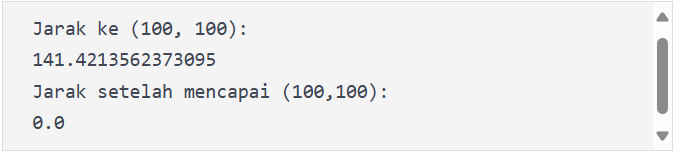 Jarak ke (100, 100):
141.4213562373095
Jarak setelah mencapai (100,100):
0.0